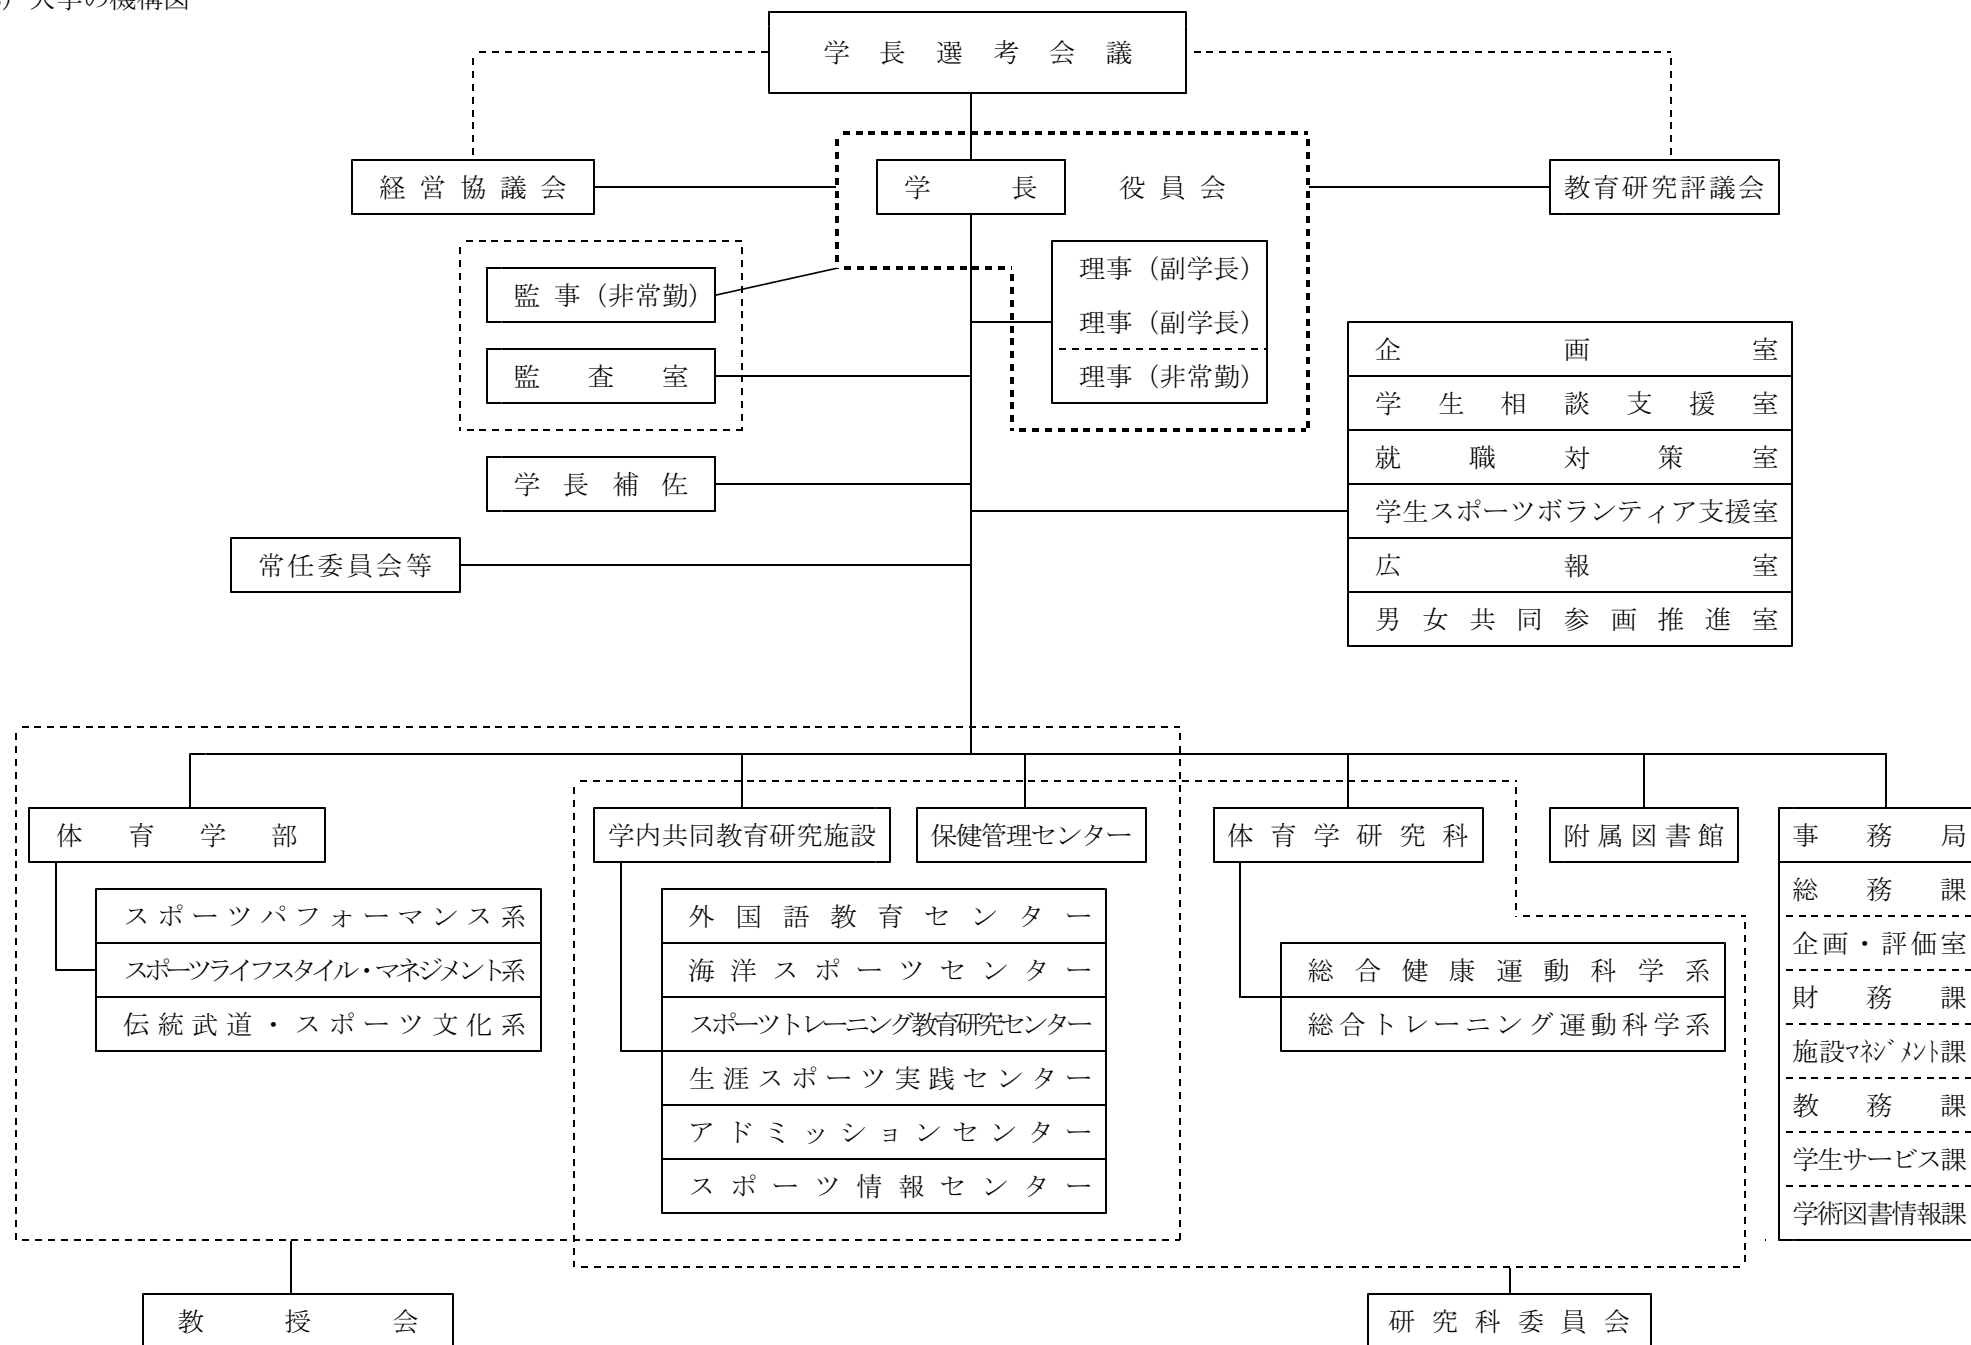 大学の機構図
学長選考会議
経営協議会
学長
役員会
教育研究評議会
理事（副学長）
理事（副学長）
理事（非常勤）
監事（非常勤）
監査室
学長補佐
常任委員会等
企画室
学生相談支援室
就職対策室
学生スポーツボランティア支援室
広報室
男女共同参画推進室
体育学部
スポーツパフォーマンス系
スポーツライフスタイル・マネジメント系
伝統武道・スポーツ文化系
学内共同教育研究施設
外国語教育センター
海洋スポーツセンター
スポーツトレーニング教育研究センター
生涯スポーツ実践センター
アドミッションセンター
スポーツ情報センター
保健管理センター
体育学研究科
総合健康運動科学系
総合トレーニング運動科学系
附属図書館
事務局
総務課
企画・評価室
財務課
施設ﾏﾈｼﾞﾒﾝﾄ課
教務課
学生サービス課
学術図書情報課
教授会
研究科委員会